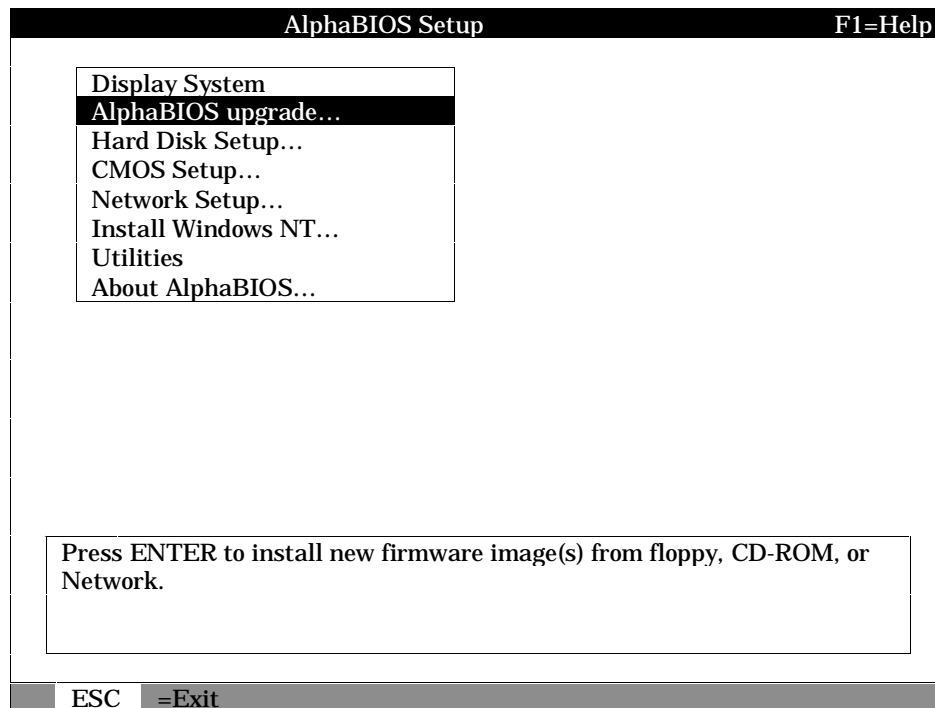 AlphaBIOS Setup F1=Help
Display System
AlphaBIOS upgrade…
Hard Disk Setup…
CMOS Setup…
Network Setup…
Install Windows NT…
Utilities
About AlphaBIOS…
Press ENTER to install new firmware image(s) from floppy, CD-ROM, or
Network.
ESC =Exit